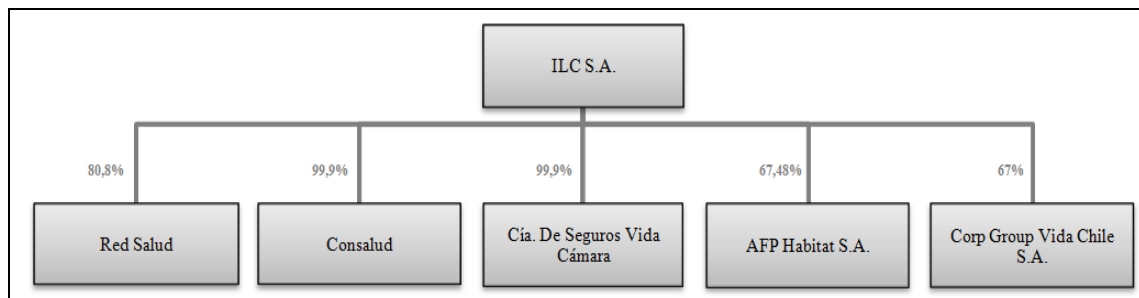 ILC S.A.
80,8%
99,9%
99,9%
67,48%
67%
Red Salud
Consalud
Cía. De Seguros Vida
Cámara
AFP Habitat S.A.
Corp Group Vida Chile
S.A.